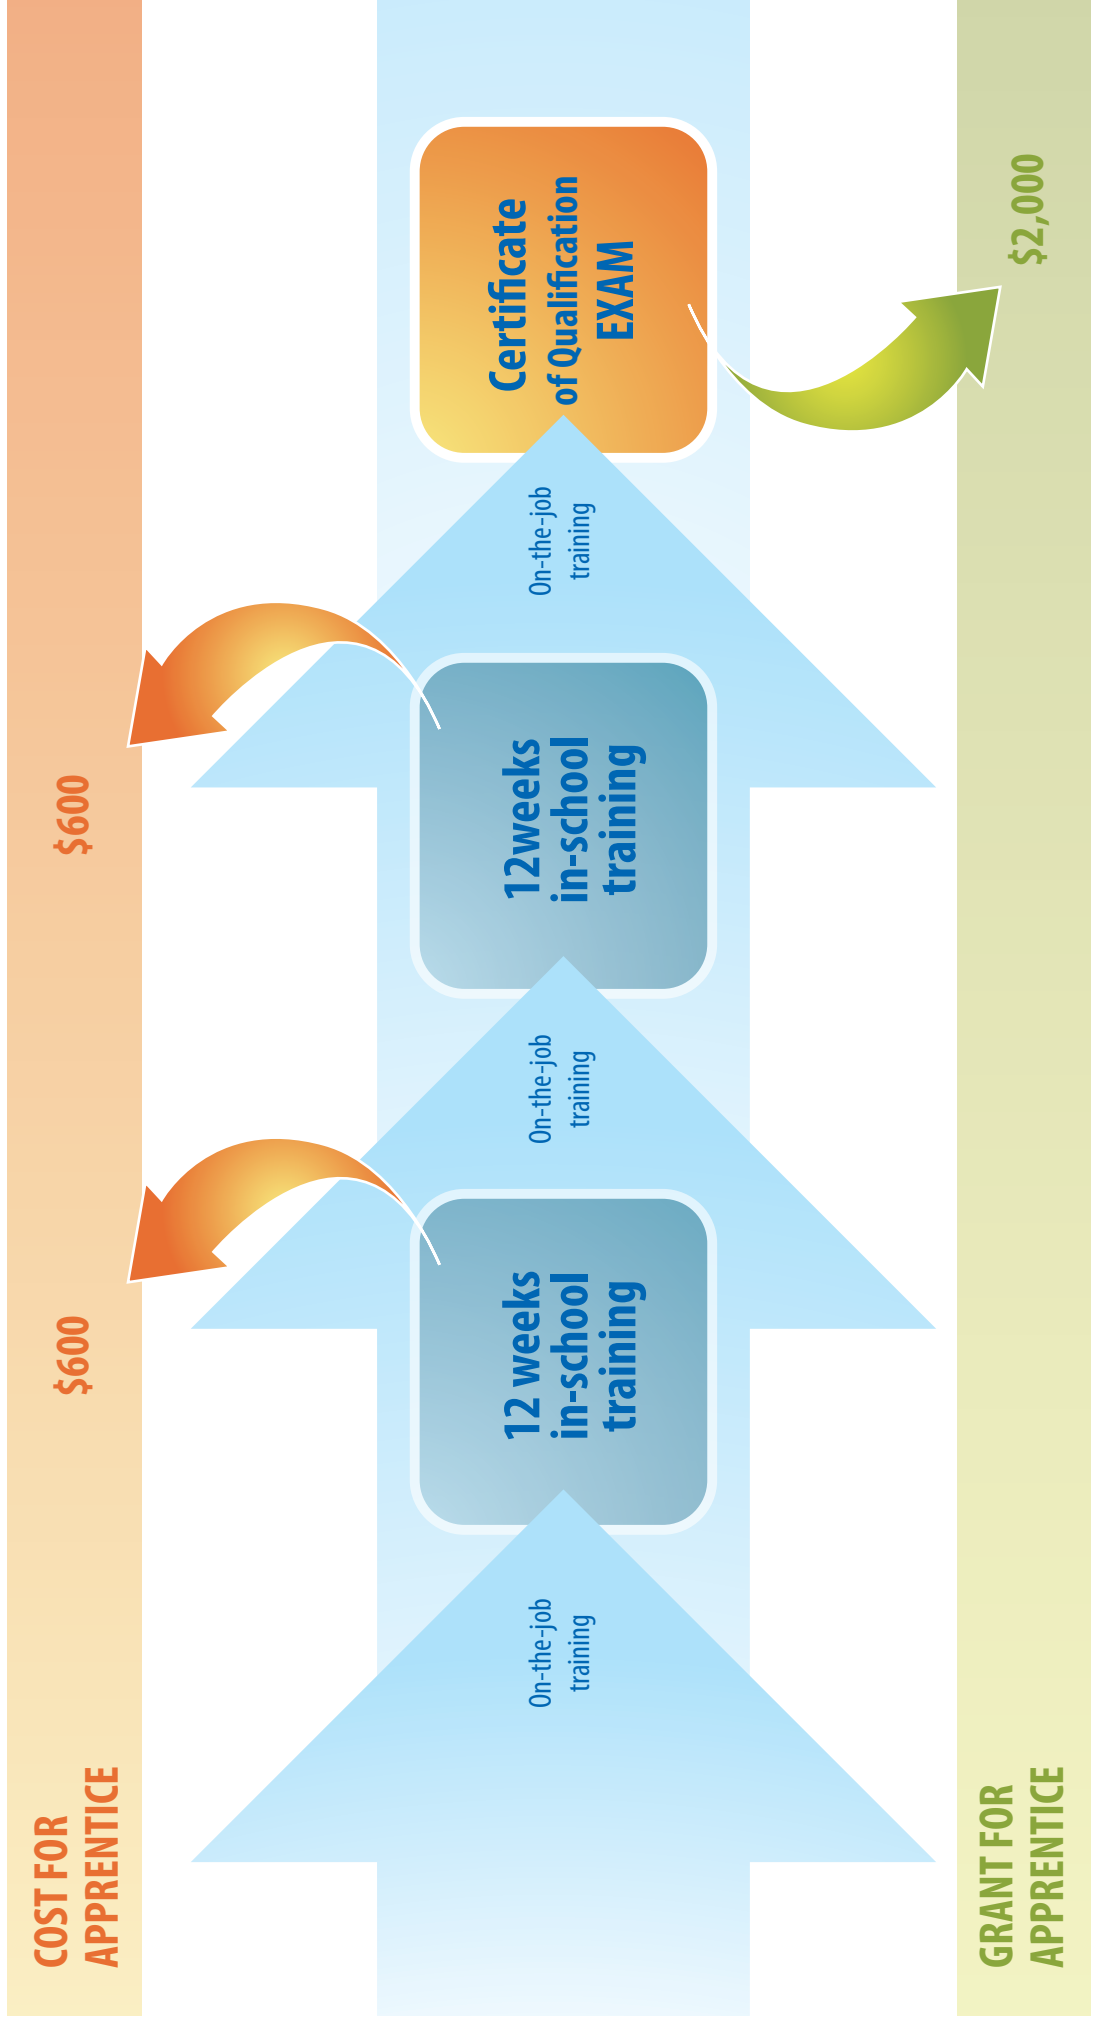 COST FOR
APPRENTICE
$600
$600
On-the-job
training
12 weeks
in-school
training
On-the-job
training
12weeks
in-school
training
On-the-job
training
Certificate
of Qualification
EXAM
GRANT FOR
APPRENTICE
$2,000